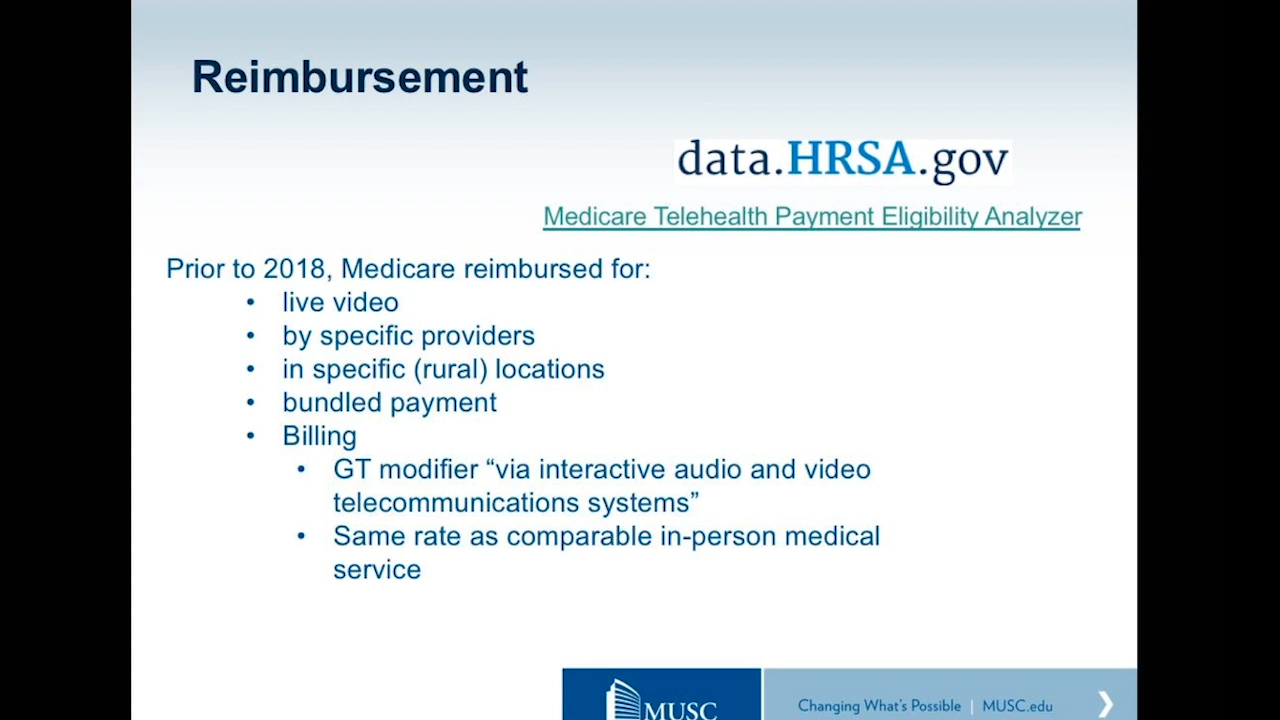 Reimbursement
data.HRSA.gov
Medicare Telehealth Payment Eligibility Analyzer
Prior to 2018, Medicare reimbursed for:
• live video
• by specific providers
• in specific (rural) locations
• bundled payment
• Billing
• GT modifier “via interactive audio and video
telecommunications systems”
• Same rate as comparable in-person medical
service
MUSC
Changing What’s Possible | MUSC.edu